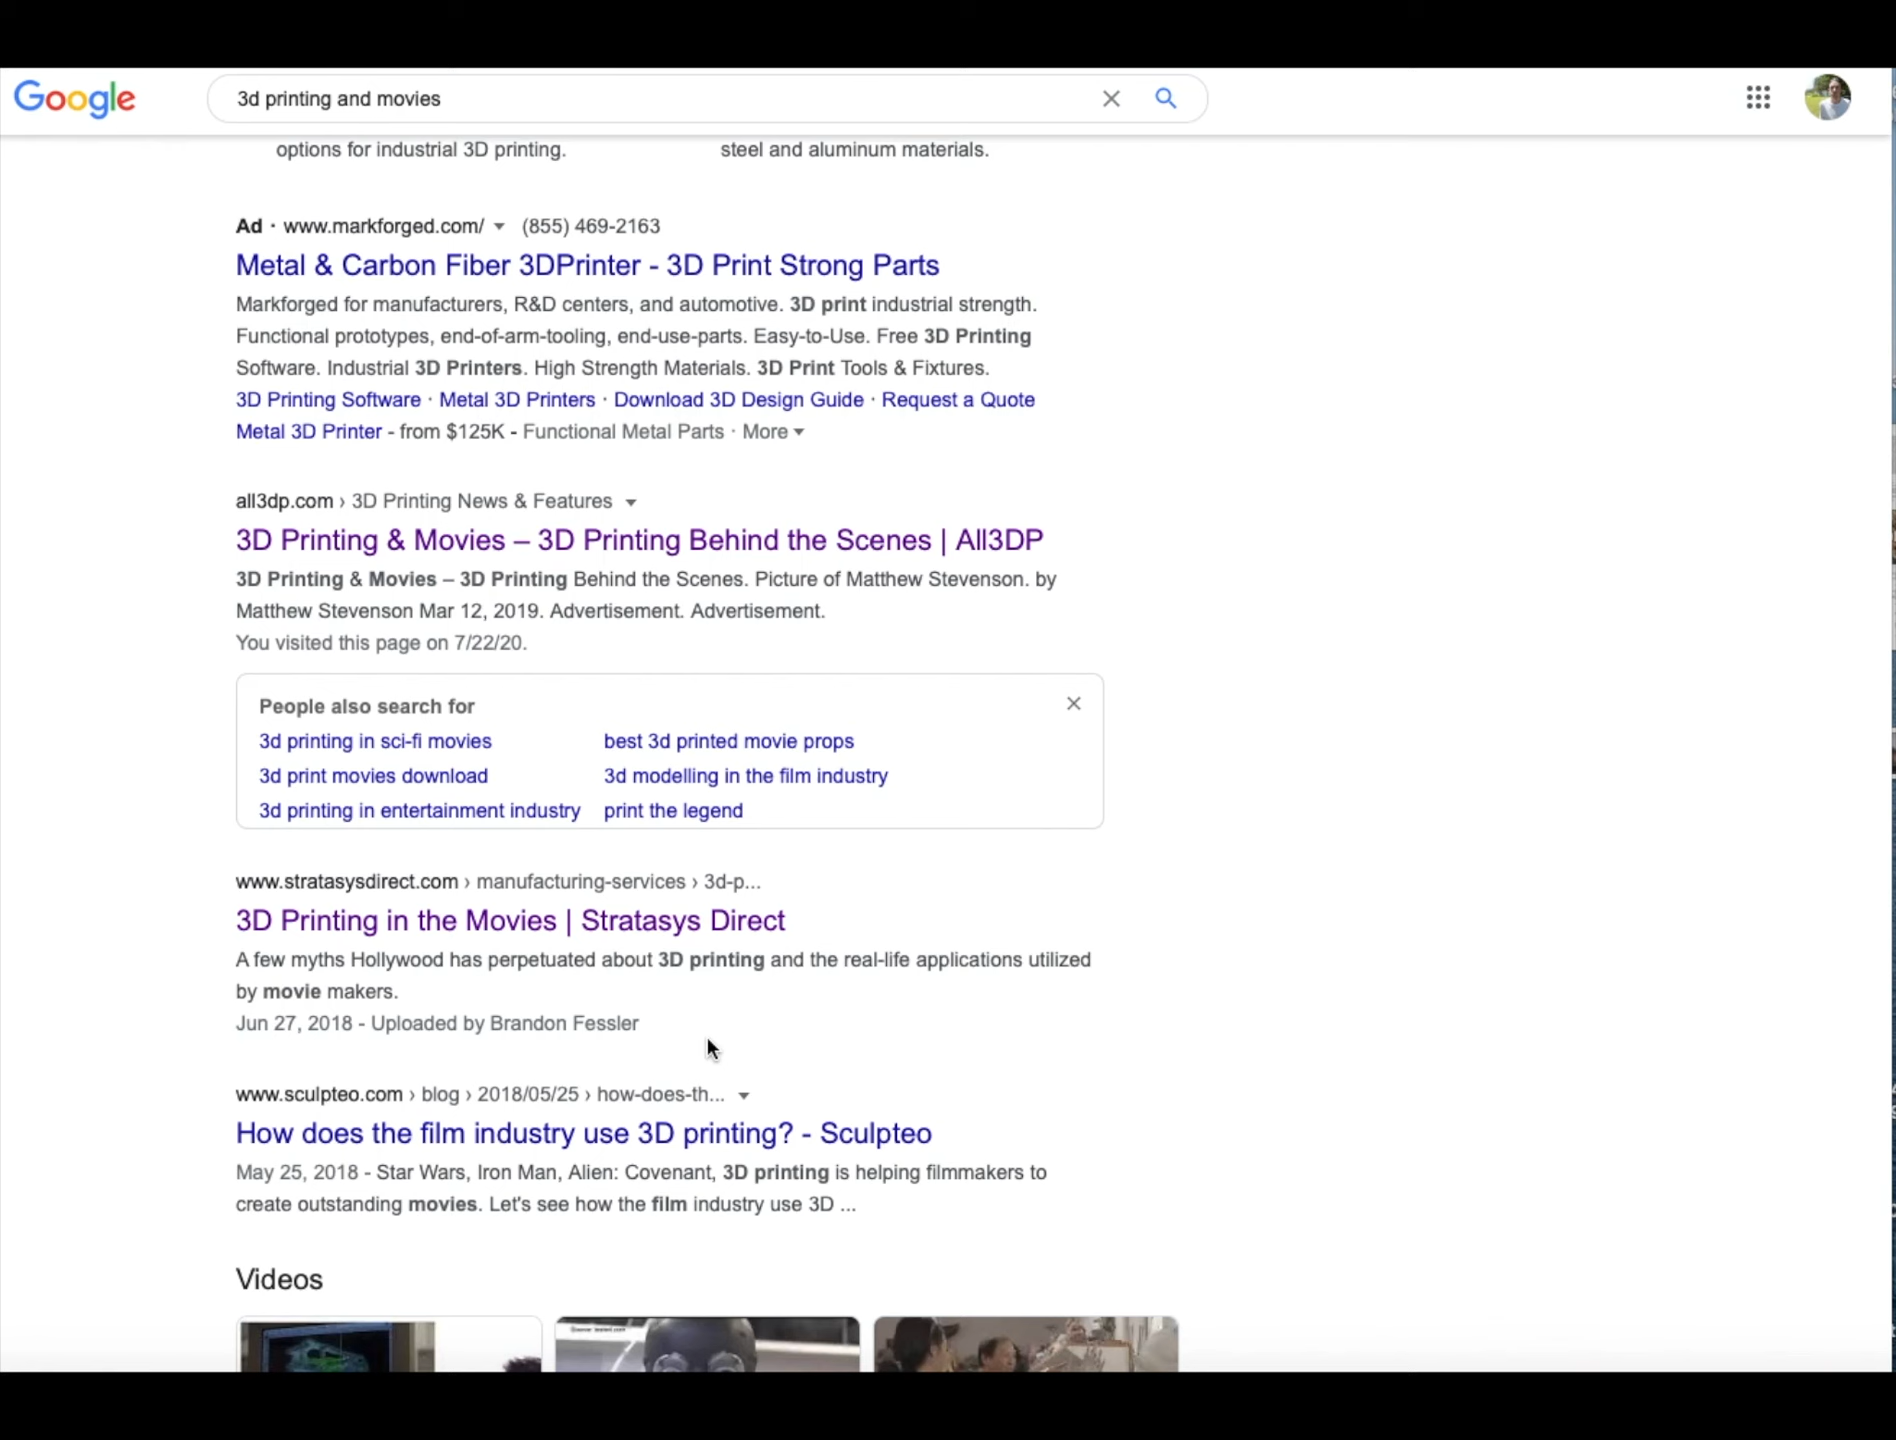 Google
3d printing and movies
options for industrial 3D printing.
steel and aluminum materials.
Ad · www.markforged.com/ (855) 469-2163
Metal & Carbon Fiber 3DPrinter - 3D Print Strong Parts
Markforged for manufacturers, R&D centers, and automotive. 3D print industrial strength.
Functional prototypes, end-of-arm-tooling, end-use-parts. Easy-to-Use. Free 3D Printing
Software. Industrial 3D Printers. High Strength Materials. 3D Print Tools & Fixtures.
3D Printing Software · Metal 3D Printers · Download 3D Design Guide · Request a Quote
Metal 3D Printer - from $125K - Functional Metal Parts · More
all3dp.com › 3D Printing News & Features
3D Printing & Movies – 3D Printing Behind the Scenes | All3DP
3D Printing & Movies – 3D Printing Behind the Scenes. Picture of Matthew Stevenson. by
Matthew Stevenson Mar 12, 2019. Advertisement. Advertisement.
You visited this page on 7/22/20.
People also search for
3d printing in sci-fi movies
best 3d printed movie props
3d print movies download
3d modelling in the film industry
3d printing in entertainment industry
print the legend
www.stratasysdirect.com › manufacturing-services › 3d-p...
3D Printing in the Movies | Stratasys Direct
A few myths Hollywood has perpetuated about 3D printing and the real-life applications utilized
by movie makers.
Jun 27, 2018 - Uploaded by Brandon Fessler
www.sculpteo.com › blog › 2018/05/25 › how-does-th...
How does the film industry use 3D printing? - Sculpteo
May 25, 2018 - Star Wars, Iron Man, Alien: Covenant, 3D printing is helping filmmakers to
create outstanding movies. Let's see how the film industry use 3D ...
Videos